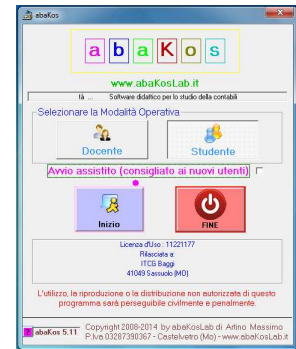 abaKos
a b a K o s
www.abaKosLab.it
tà ... Software didattico per lo studio della contabili
Selezionare la Modalità Operativa
Docente
Studente
Avvio assistito (consigliato ai nuovi utenti)
Inizio
FINE
Licenza d'Uso : 11221177
Rilasciata a:
ITCG Baggi
41049 Sassuolo (MO)
L'utilizo, la riproduzione o la distribuzione non autorizzata di questo
programma sarà perseguibile civilmente e penalmente.
? abaKos 5.11
Copyright 2008-2014 by abaKosLab di Artino Massimo
P.Iva 03287390367 - Castelvetro (Mo) - www.abaKosLab.it